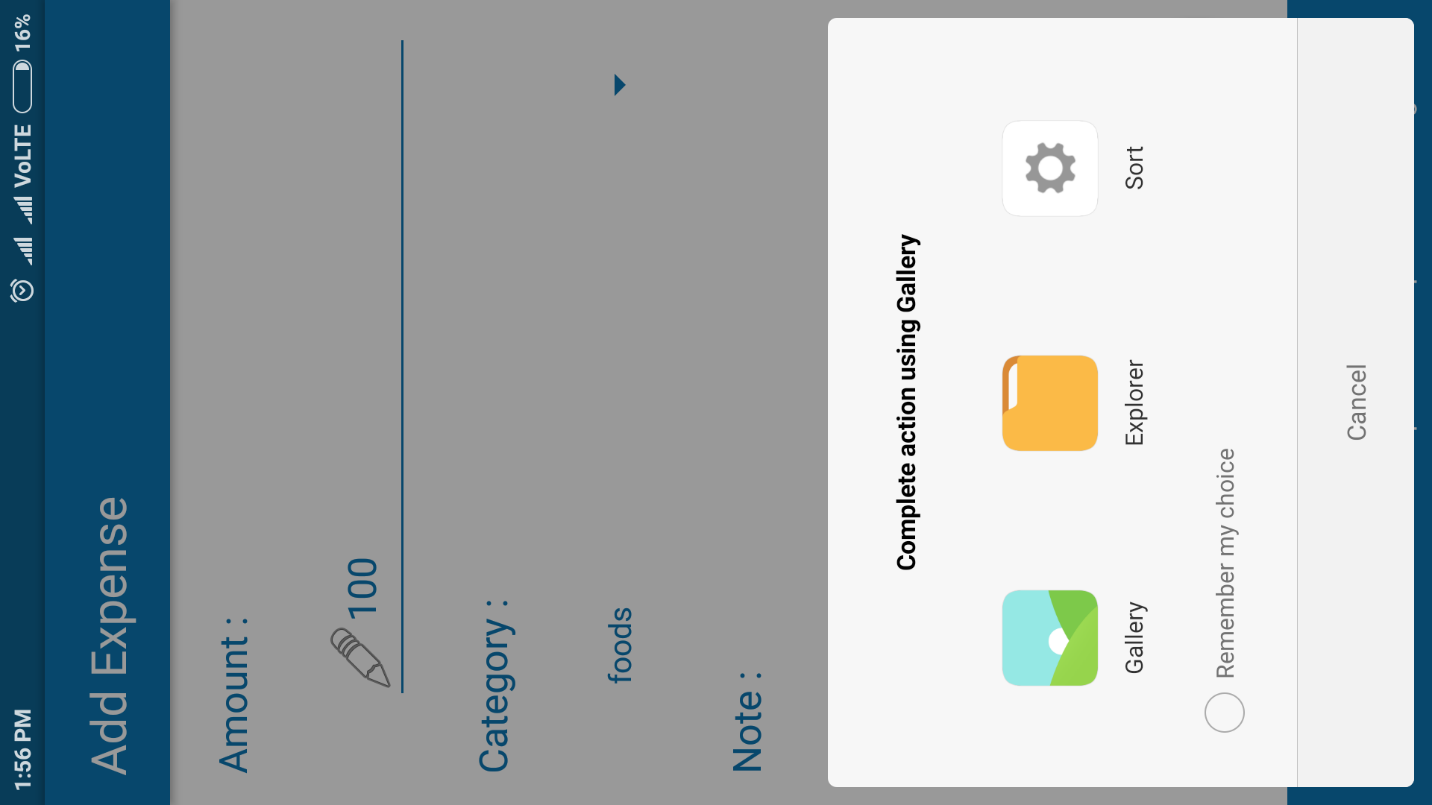 1:56 PM VoLTE 16%
Add Expense
Amount :
100
Category :
foods
Note :
Complete action using Gallery
Gallery Explorer Sort
Remember my choice
Cancel